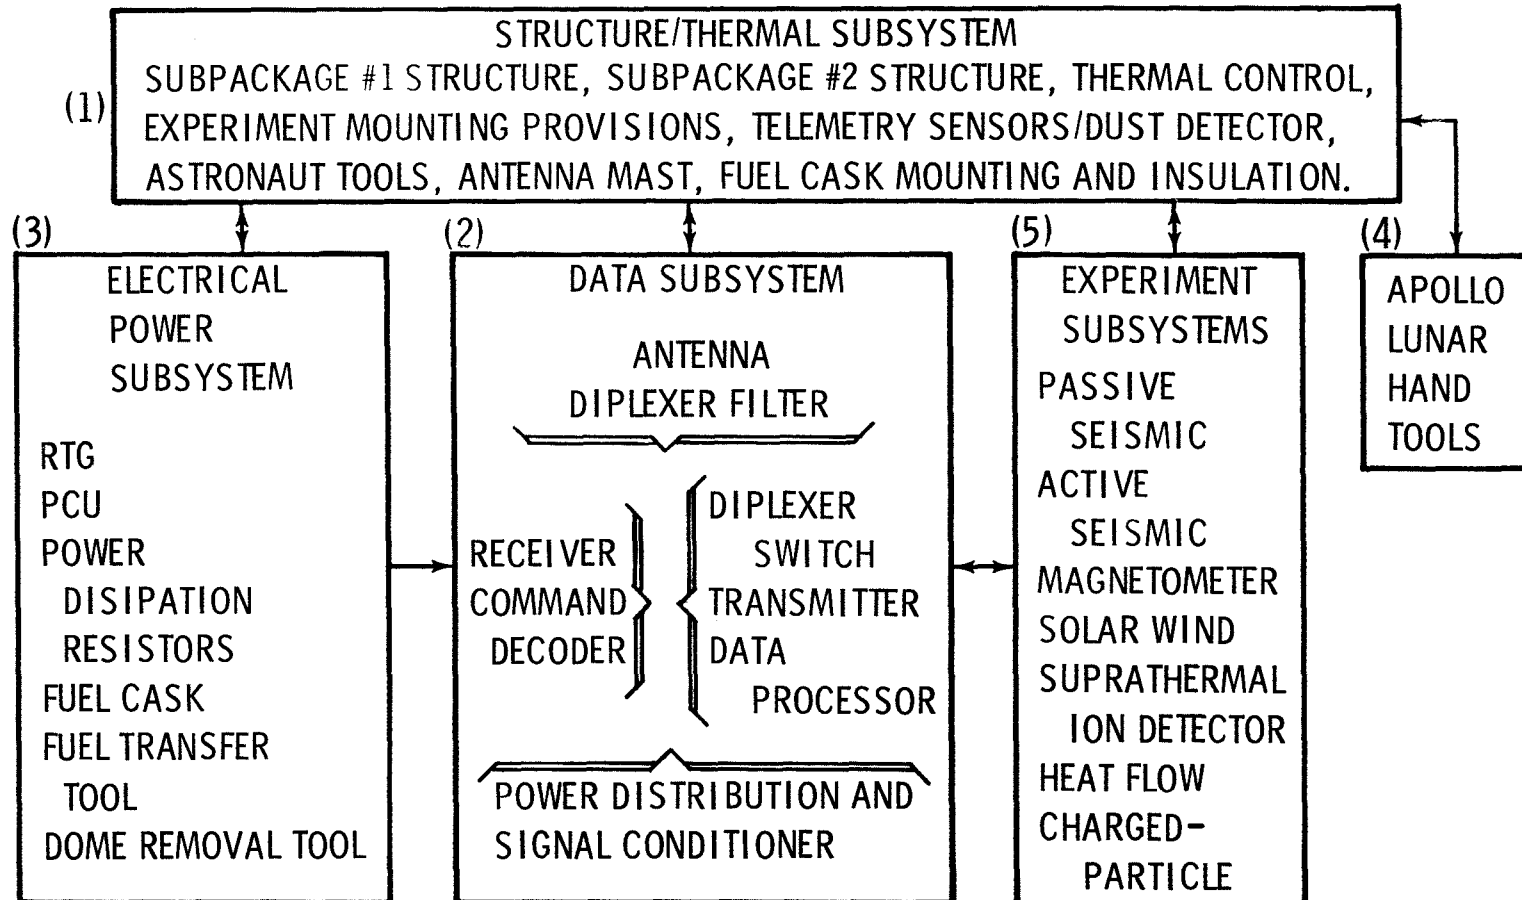 STRUCTURE/THERMAL SUBSYSTEM
(1)
SUBPACKAGE #1 STRUCTURE, SUBPACKAGE #2 STRUCTURE, THERMAL CONTROL,
EXPERIMENT MOUNTING PROVISIONS, TELEMETRY SENSORS/DUST DETECTOR,
ASTRONAUT TOOLS, ANTENNA MAST, FUEL CASK MOUNTING AND INSULATION.
(3)
ELECTRICAL
POWER
SUBSYSTEM
RTG
PCU
POWER
DISIPATION
RESISTORS
FUEL CASK
FUEL TRANSFER
TOOL
DOME REMOVAL TOOL
(2)
DATA SUBSYSTEM
ANTENNA
DIPLEXER FILTER
RECEIVER
COMMAND
DECODER
DIPLEXER
SWITCH
TRANSMITTER
DATA
PROCESSOR
POWER DISTRIBUTION AND
SIGNAL CONDITIONER
(5)
EXPERIMENT
SUBSYSTEMS
PASSIVE
SEISMIC
ACTIVE
SEISMIC
MAGNETOMETER
SOLAR WIND
SUPRATHERMAL
ION DETECTOR
HEAT FLOW
CHARGED-
PARTICLE
(4)
APOLLO
LUNAR
HAND
TOOLS